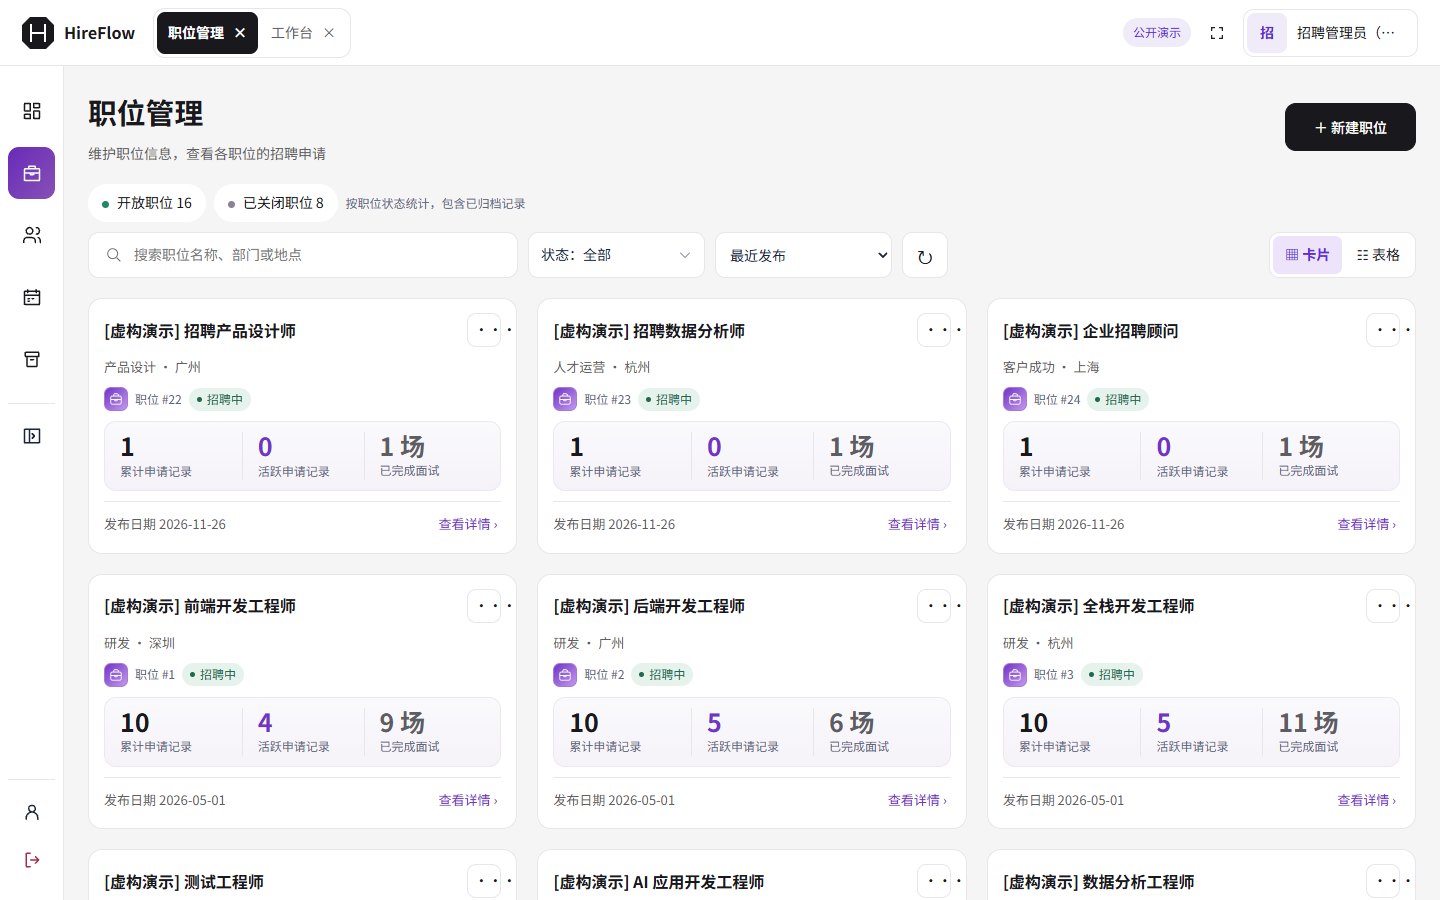 HireFlow
职位管理 ✕
工作台 ✕
公开演示
招
招聘管理员（…
职位管理
+ 新建职位
维护职位信息，查看各职位的招聘申请
开放职位 16
已关闭职位 8
按职位状态统计，包含已归档记录
搜索职位名称、部门或地点
状态：全部
最近发布
↻
卡片
表格
[虚构演示] 招聘产品设计师
产品设计 · 广州
职位 #22
招聘中
1
0
1 场
累计申请记录
活跃申请记录
已完成面试
发布日期 2026-11-26
查看详情 ›
[虚构演示] 招聘数据分析师
人才运营 · 杭州
职位 #23
招聘中
1
0
1 场
累计申请记录
活跃申请记录
已完成面试
发布日期 2026-11-26
查看详情 ›
[虚构演示] 企业招聘顾问
客户成功 · 上海
职位 #24
招聘中
1
0
1 场
累计申请记录
活跃申请记录
已完成面试
发布日期 2026-11-26
查看详情 ›
[虚构演示] 前端开发工程师
研发 · 深圳
职位 #1
招聘中
10
4
9 场
累计申请记录
活跃申请记录
已完成面试
发布日期 2026-05-01
查看详情 ›
[虚构演示] 后端开发工程师
研发 · 广州
职位 #2
招聘中
10
5
6 场
累计申请记录
活跃申请记录
已完成面试
发布日期 2026-05-01
查看详情 ›
[虚构演示] 全栈开发工程师
研发 · 杭州
职位 #3
招聘中
10
5
11 场
累计申请记录
活跃申请记录
已完成面试
发布日期 2026-05-01
查看详情 ›
[虚构演示] 测试工程师
[虚构演示] AI 应用开发工程师
[虚构演示] 数据分析工程师